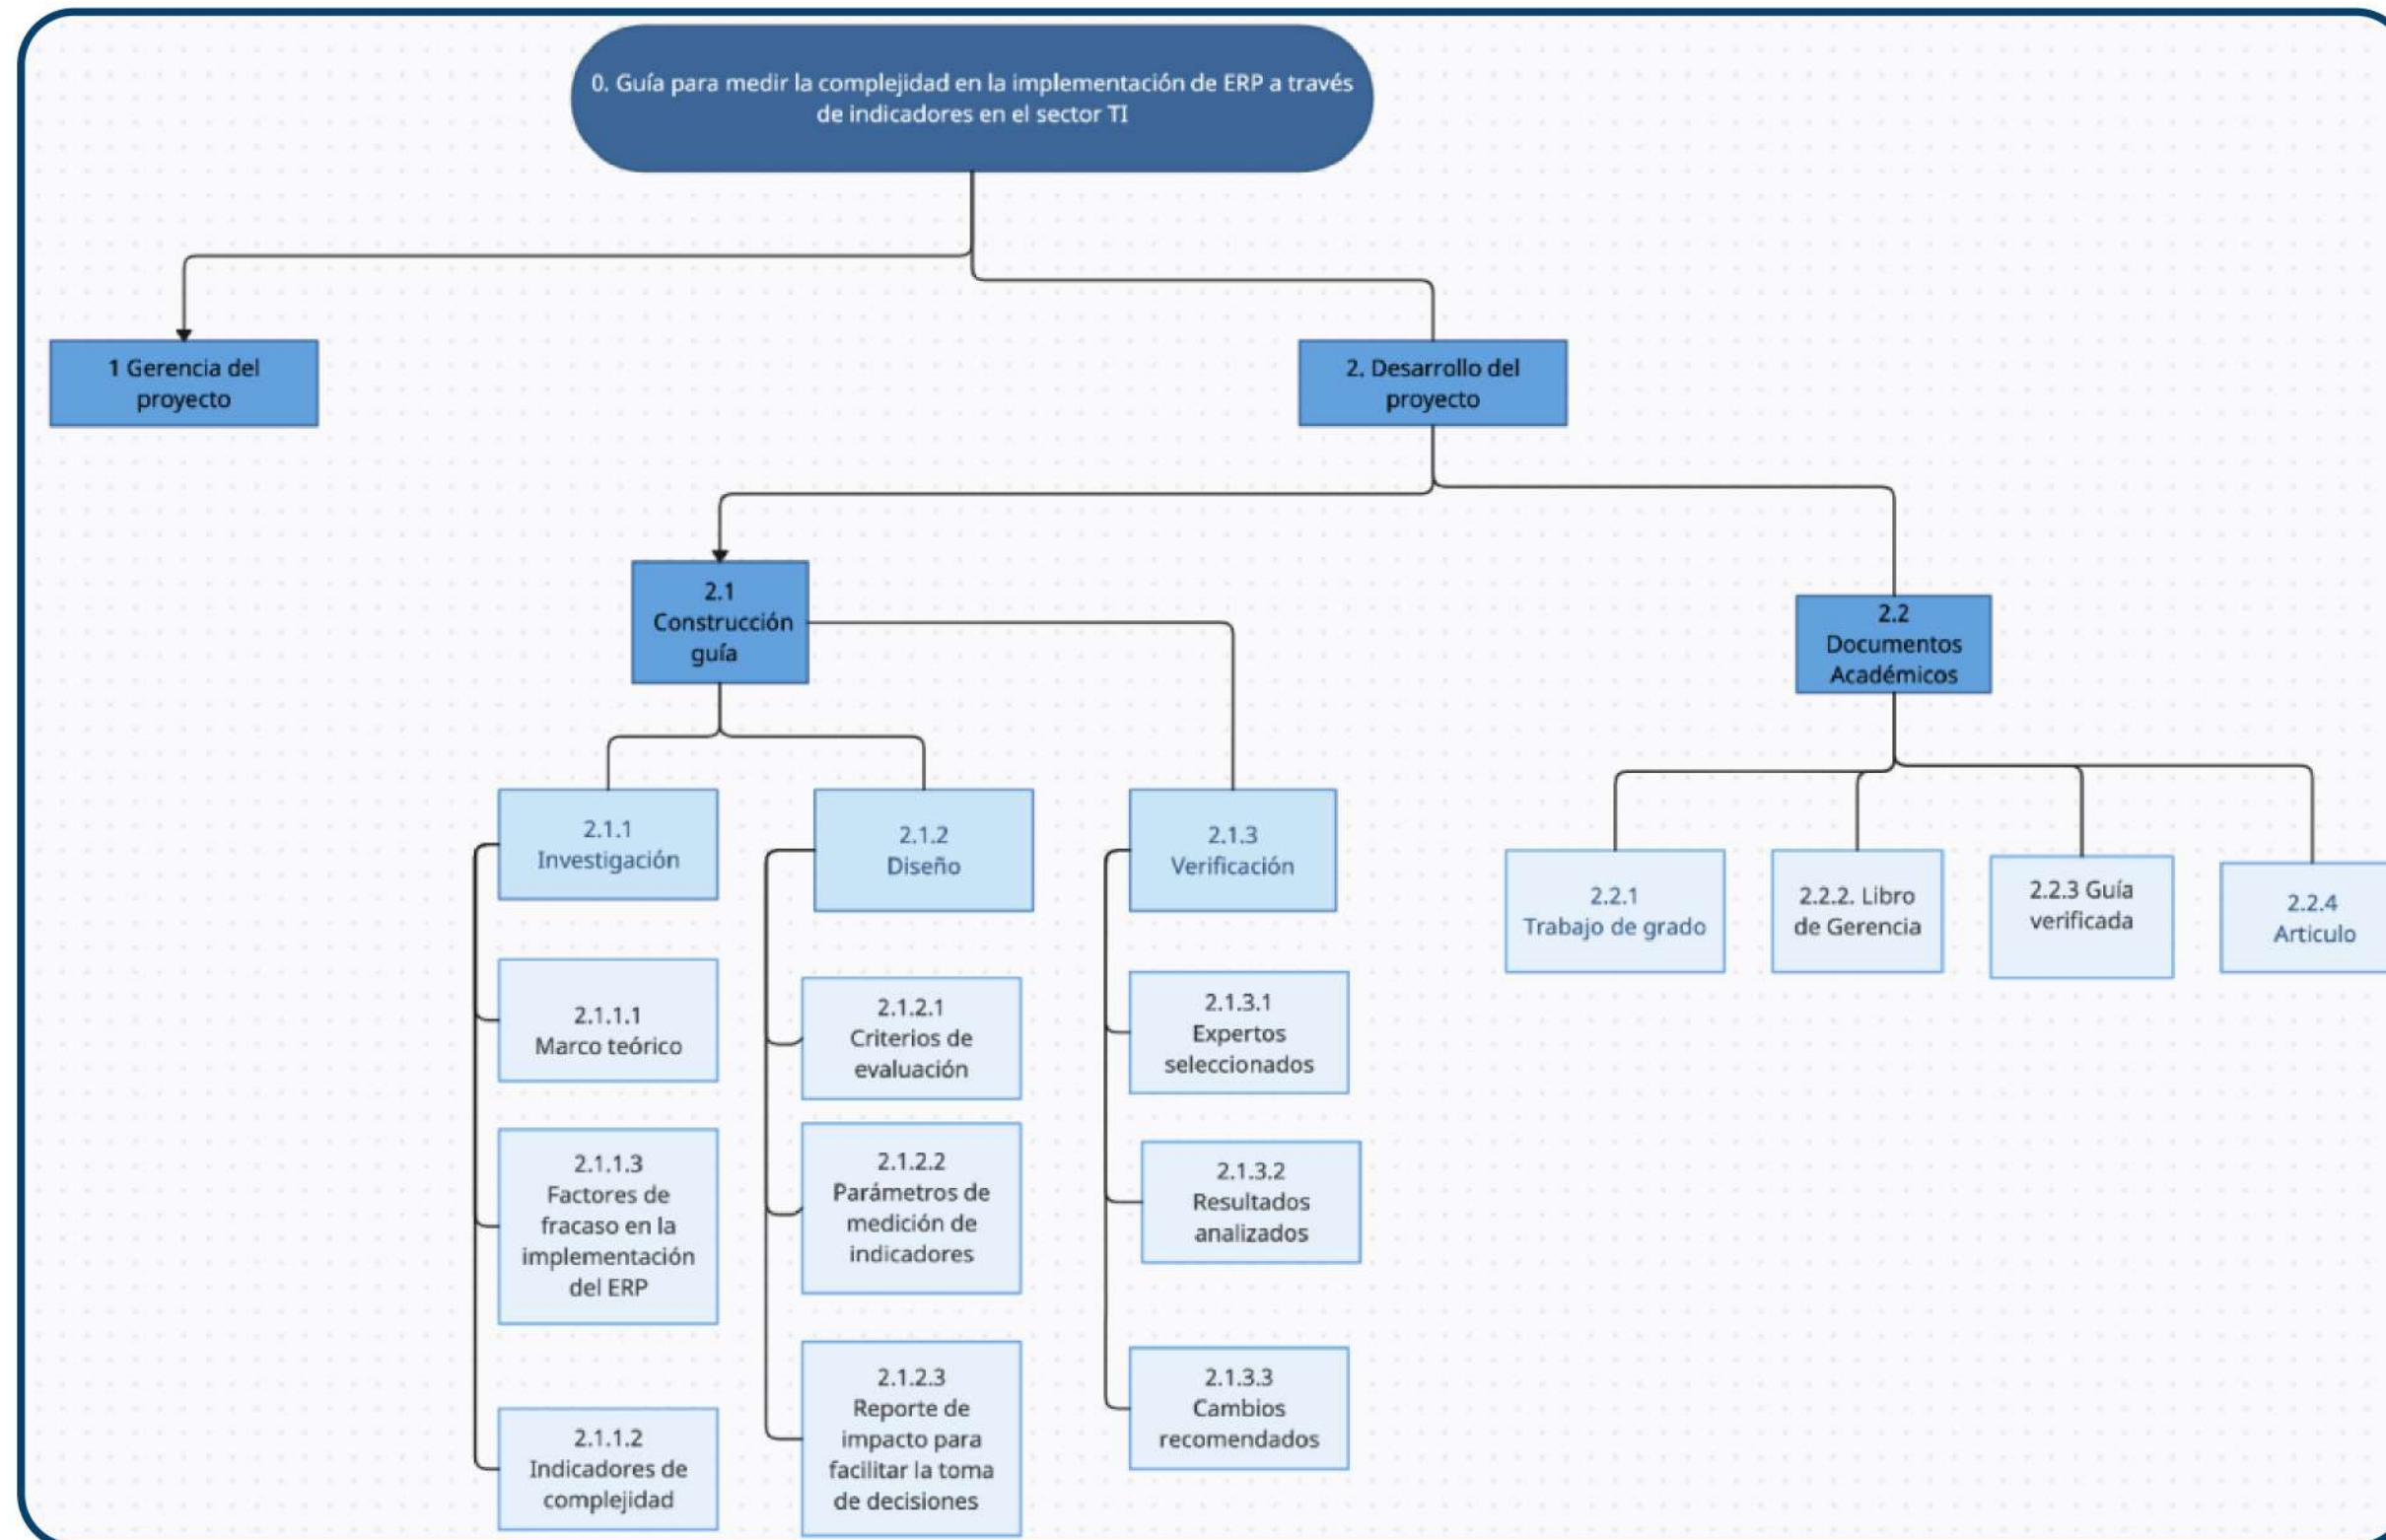 0. Guía para medir la complejidad en la implementación de ERP a través
de indicadores en el sector TI
1 Gerencia del
proyecto
2. Desarrollo del
proyecto
2.1
Construcción
guía
2.2
Documentos
Académicos
2.1.1
Investigación
2.1.1.1
Marco teórico
2.1.1.3
Factores de
fracaso en la
implementación
del ERP
2.1.1.2
Indicadores de
complejidad
2.1.2
Diseño
2.1.2.1
Criterios de
evaluación
2.1.2.2
Parámetros de
medición de
indicadores
2.1.2.3
Reporte de
impacto para
facilitar la toma
de decisiones
2.1.3
Verificación
2.1.3.1
Expertos
seleccionados
2.1.3.2
Resultados
analizados
2.1.3.3
Cambios
recomendados
2.2.1
Trabajo de grado
2.2.2. Libro
de Gerencia
2.2.3 Guía
verificada
2.2.4
Articulo